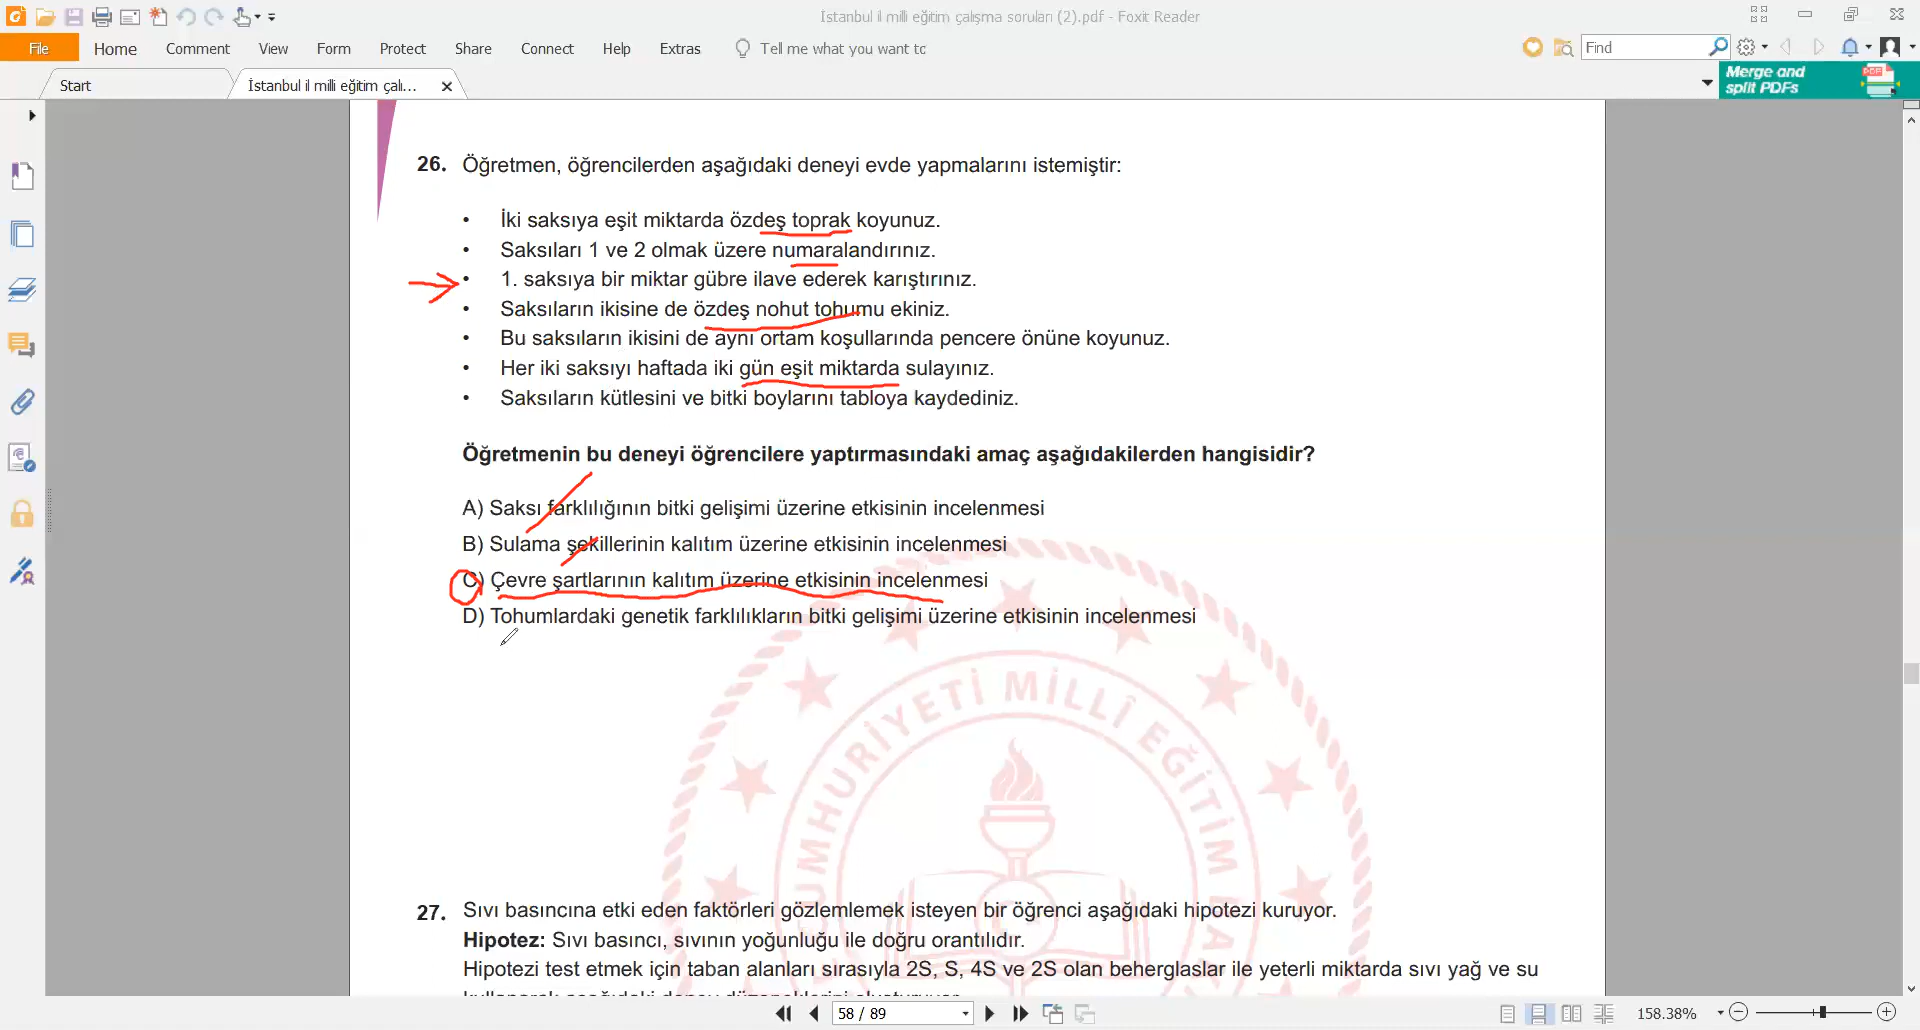 İstanbul il milli eğitim çalışma soruları (2).pdf - Foxit Reader
File Home Comment View Form Protect Share Connect Help Extras Tell me what you want to Find
Start İstanbul il milli eğitim çalı...
Merge and
split PDFs
26. Öğretmen, öğrencilerden aşağıdaki deneyi evde yapmalarını istemiştir:
• İki saksıya eşit miktarda özdeş toprak koyunuz.
• Saksıları 1 ve 2 olmak üzere numaralandırınız.
• 1. saksıya bir miktar gübre ilave ederek karıştırınız.
• Saksıların ikisine de özdeş nohut tohumu ekiniz.
• Bu saksıların ikisini de aynı ortam koşullarında pencere önüne koyunuz.
• Her iki saksıyı haftada iki gün eşit miktarda sulayınız.
• Saksıların kütlesini ve bitki boylarını tabloya kaydediniz.
Öğretmenin bu deneyi öğrencilere yaptırmasındaki amaç aşağıdakilerden hangisidir?
A) Saksı farklılığının bitki gelişimi üzerine etkisinin incelenmesi
B) Sulama şekillerinin kalıtım üzerine etkisinin incelenmesi
C) Çevre şartlarının kalıtım üzerine etkisinin incelenmesi
D) Tohumlardaki genetik farklılıkların bitki gelişimi üzerine etkisinin incelenmesi
CUMHURİYETİ MİLLÎ EĞİTİM
27. Sıvı basıncına etki eden faktörleri gözlemlemek isteyen bir öğrenci aşağıdaki hipotezi kuruyor.
Hipotez: Sıvı basıncı, sıvının yoğunluğu ile doğru orantılıdır.
Hipotezi test etmek için taban alanları sırasıyla 2S, S, 4S ve 2S olan beherglaslar ile yeterli miktarda sıvı yağ ve su
58 / 89
158.38%